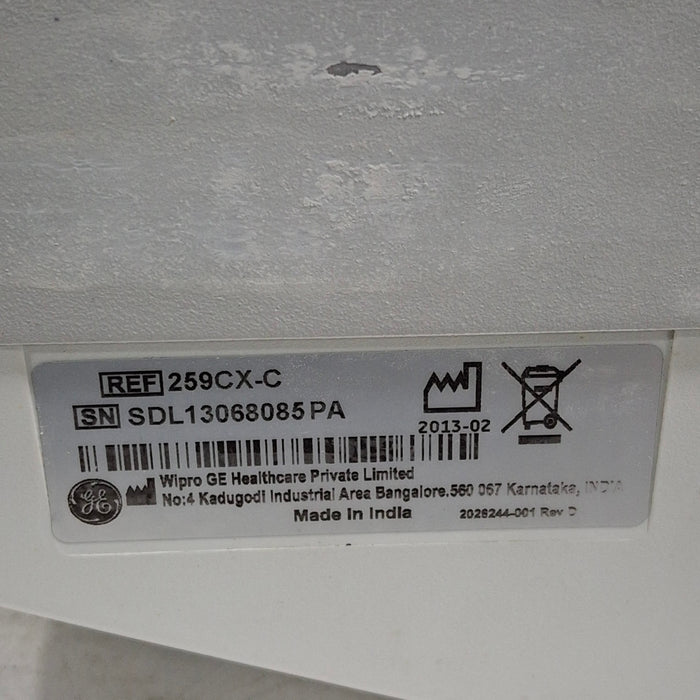 REF 259CX-C
SN SDL13068085PA
2013-02
Wipro GE Healthcare Private Limited
No:4 Kadugodi Industrial Area Bangalore.560 067 Karnataka, INDIA
GE
Made In India
2026244-001 Rev D